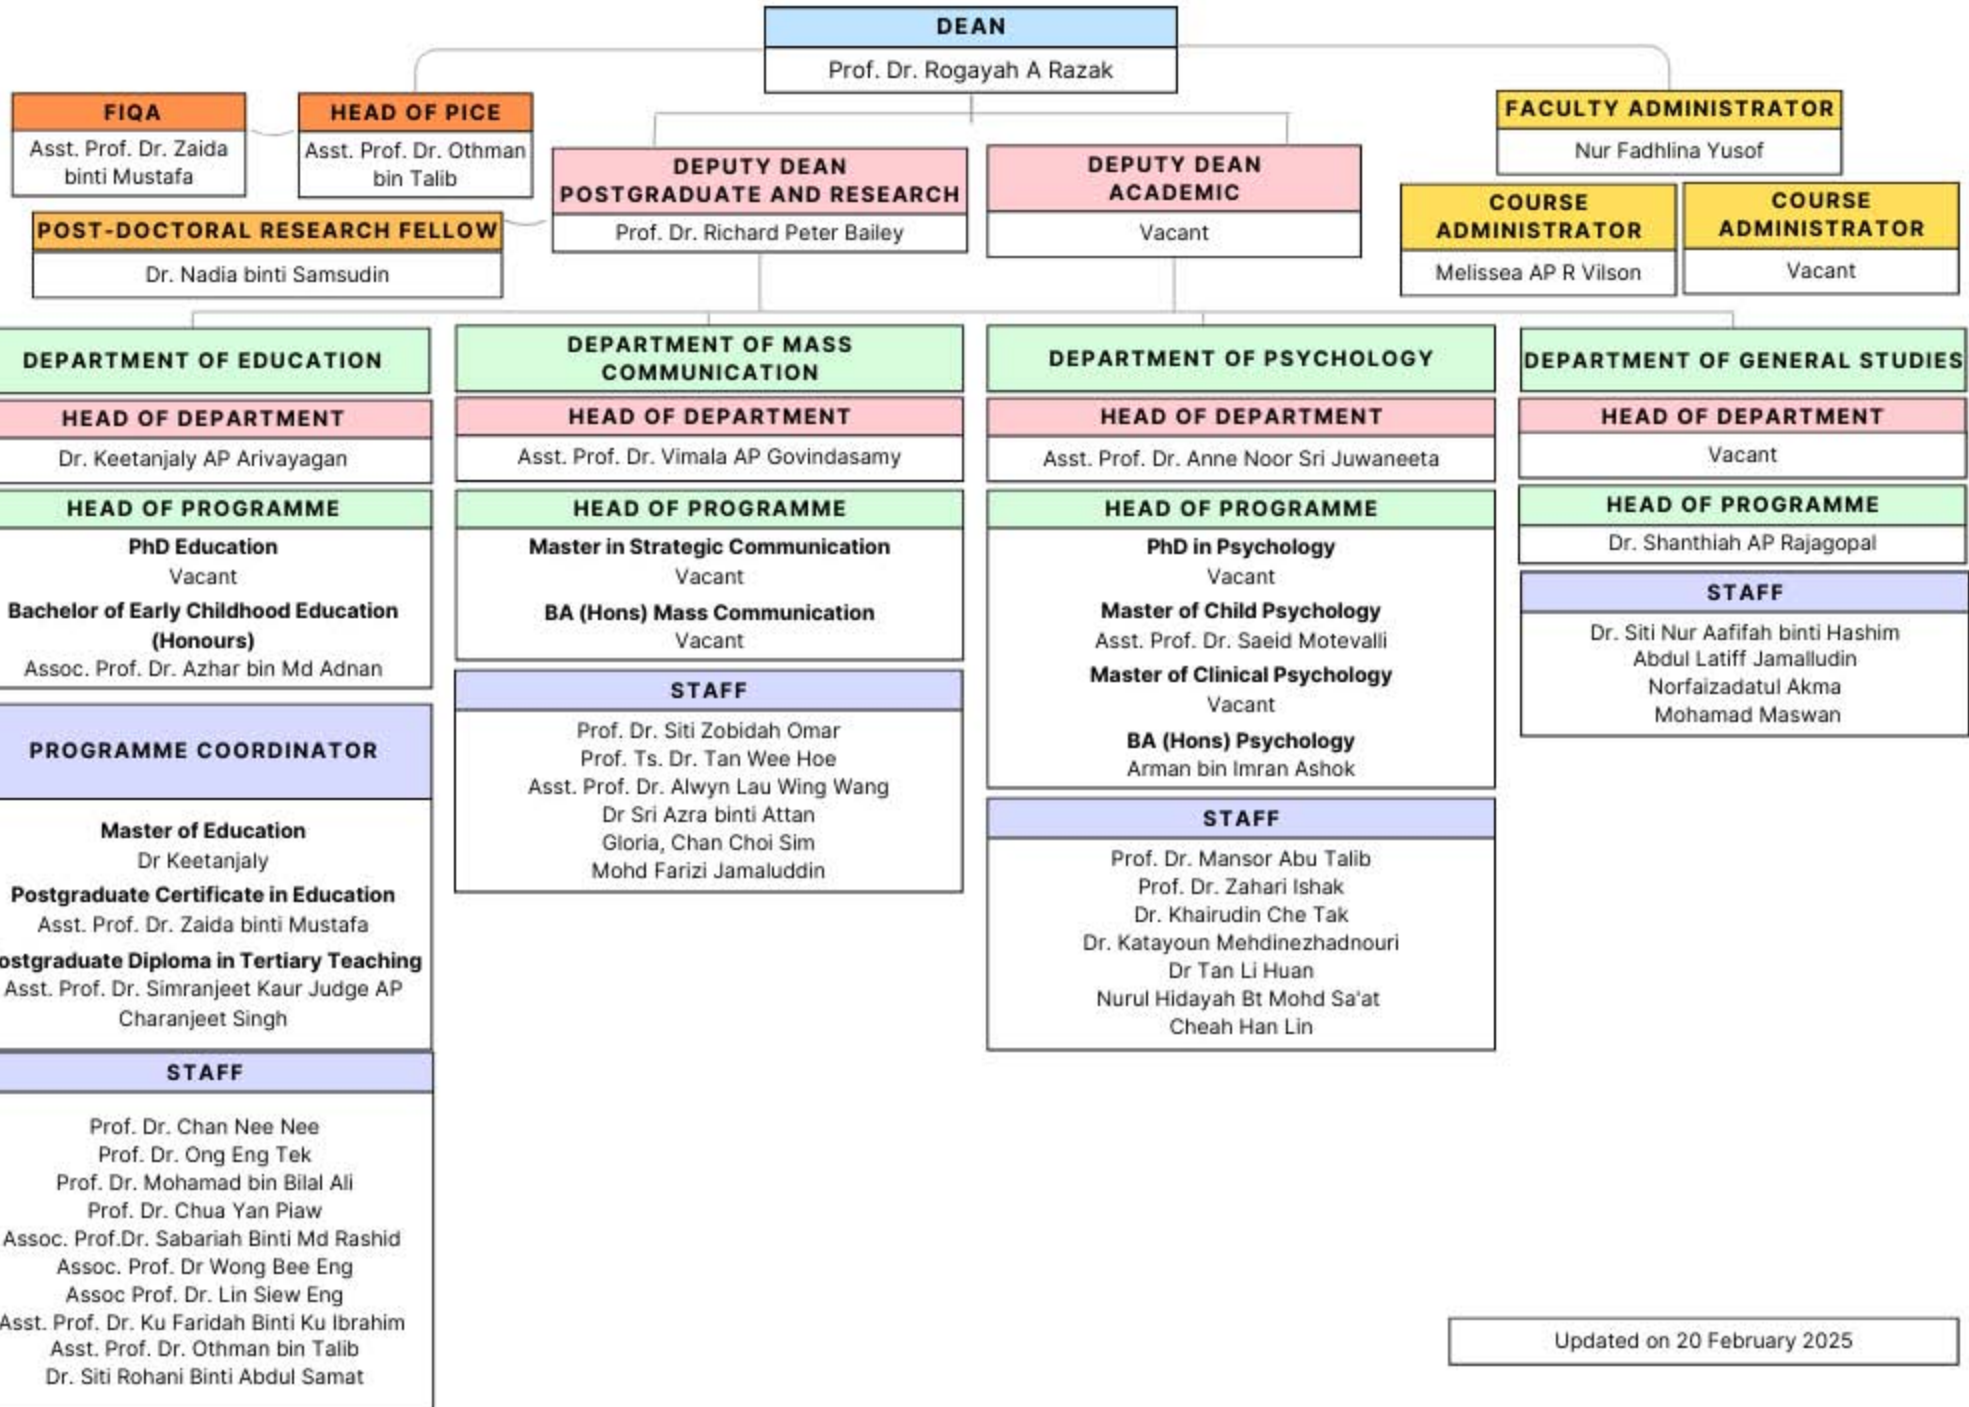 DEAN
Prof. Dr. Rogayah A Razak
FIQA
Asst. Prof. Dr. Zaida
binti Mustafa
HEAD OF PICE
Asst. Prof. Dr. Othman
bin Talib
FACULTY ADMINISTRATOR
Nur Fadhlina Yusof
DEPUTY DEAN
POSTGRADUATE AND RESEARCH
Prof. Dr. Richard Peter Bailey
DEPUTY DEAN
ACADEMIC
Vacant
COURSE
ADMINISTRATOR
Melissea AP R Vilson
COURSE
ADMINISTRATOR
Vacant
POST-DOCTORAL RESEARCH FELLOW
Dr. Nadia binti Samsudin
DEPARTMENT OF EDUCATION
HEAD OF DEPARTMENT
Dr. Keetanjaly AP Arivayagan
HEAD OF PROGRAMME
PhD Education
Vacant
Bachelor of Early Childhood Education
(Honours)
Assoc. Prof. Dr. Azhar bin Md Adnan
PROGRAMME COORDINATOR
Master of Education
Dr Keetanjaly
Postgraduate Certificate in Education
Asst. Prof. Dr. Zaida binti Mustafa
ostgraduate Diploma in Tertiary Teaching
Asst. Prof. Dr. Simranjeet Kaur Judge AP
Charanjeet Singh
STAFF
Prof. Dr. Chan Nee Nee
Prof. Dr. Ong Eng Tek
Prof. Dr. Mohamad bin Bilal Ali
Prof. Dr. Chua Yan Piaw
Assoc. Prof.Dr. Sabariah Binti Md Rashid
Assoc. Prof. Dr Wong Bee Eng
Assoc Prof. Dr. Lin Siew Eng
Asst. Prof. Dr. Ku Faridah Binti Ku Ibrahim
Asst. Prof. Dr. Othman bin Talib
Dr. Siti Rohani Binti Abdul Samat
DEPARTMENT OF MASS
COMMUNICATION
HEAD OF DEPARTMENT
Asst. Prof. Dr. Vimala AP Govindasamy
HEAD OF PROGRAMME
Master in Strategic Communication
Vacant
BA (Hons) Mass Communication
Vacant
STAFF
Prof. Dr. Siti Zobidah Omar
Prof. Ts. Dr. Tan Wee Hoe
Asst. Prof. Dr. Alwyn Lau Wing Wang
Dr Sri Azra binti Attan
Gloria, Chan Choi Sim
Mohd Farizi Jamaluddin
DEPARTMENT OF PSYCHOLOGY
HEAD OF DEPARTMENT
Asst. Prof. Dr. Anne Noor Sri Juwaneeta
HEAD OF PROGRAMME
PhD in Psychology
Vacant
Master of Child Psychology
Asst. Prof. Dr. Saeid Motevalli
Master of Clinical Psychology
Vacant
BA (Hons) Psychology
Arman bin Imran Ashok
STAFF
Prof. Dr. Mansor Abu Talib
Prof. Dr. Zahari Ishak
Dr. Khairudin Che Tak
Dr. Katayoun Mehdinezhadnouri
Dr Tan Li Huan
Nurul Hidayah Bt Mohd Sa'at
Cheah Han Lin
DEPARTMENT OF GENERAL STUDIES
HEAD OF DEPARTMENT
Vacant
HEAD OF PROGRAMME
Dr. Shanthiah AP Rajagopal
STAFF
Dr. Siti Nur Aafifah binti Hashim
Abdul Latiff Jamalludin
Norfaizadatul Akma
Mohamad Maswan
Updated on 20 February 2025